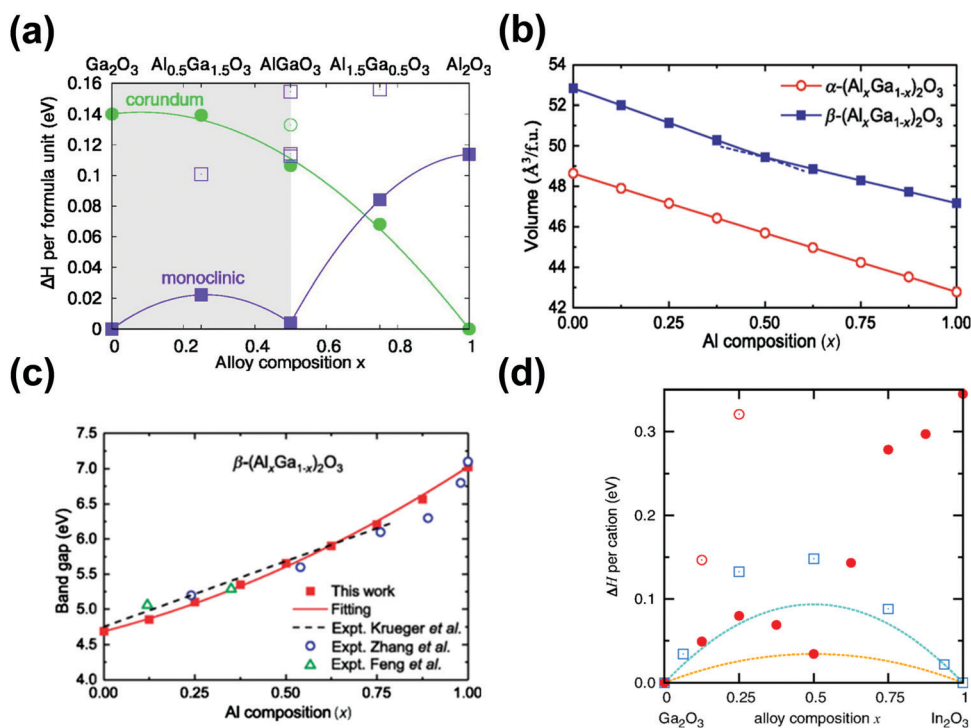 (a)
Ga₂O₃ Al₀.₅Ga₁.₅O₃ AlGaO₃ Al₁.₅Ga₀.₅O₃ Al₂O₃
0.16
0.14
0.12
0.10
0.08
0.06
0.04
0.02
0
ΔH per formula unit (eV)
corundum
monoclinic
0 0.2 0.4 0.6 0.8 1
Alloy composition x
(b)
54
52
50
48
46
44
42
Volume (Å³/f.u.)
α-(AlₓGa₁₋ₓ)₂O₃
β-(AlₓGa₁₋ₓ)₂O₃
0.00 0.25 0.50 0.75 1.00
Al composition (x)
(c)
7.5
7.0
6.5
6.0
5.5
5.0
4.5
4.0
Band gap (eV)
β-(AlₓGa₁₋ₓ)₂O₃
This work
Fitting
Expt. Krueger et al.
Expt. Zhang et al.
Expt. Feng et al.
0.00 0.25 0.50 0.75 1.00
Al composition (x)
(d)
0.3
0.2
0.1
0.0
ΔH per cation (eV)
0 0.25 0.5 0.75 1
Ga₂O₃ alloy composition x In₂O₃